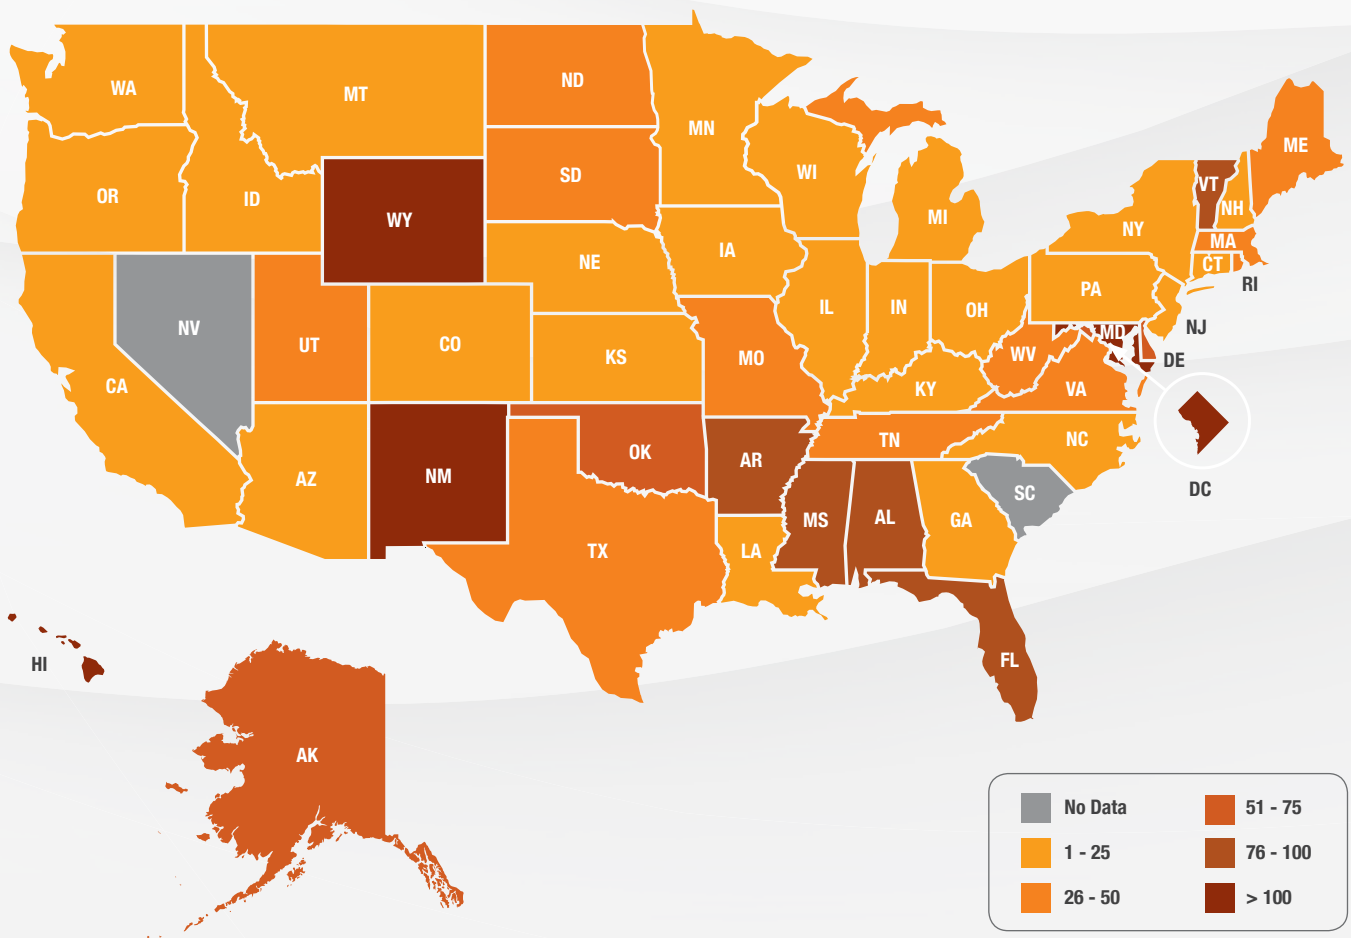 WA
MT
ND
MN
ME
SD
WI
VT
OR
ID
NH
WY
MI
NY
MA
IA
NE
CT
RI
PA
IL
IN
OH
NJ
NV
MD
UT
CO
WV
DE
KS
MO
CA
KY
VA
NC
TN
OK
AR
AZ
NM
DC
SC
MS
AL
GA
TX
LA
FL
HI
AK
No Data
51 - 75
1 - 25
76 - 100
26 - 50
> 100